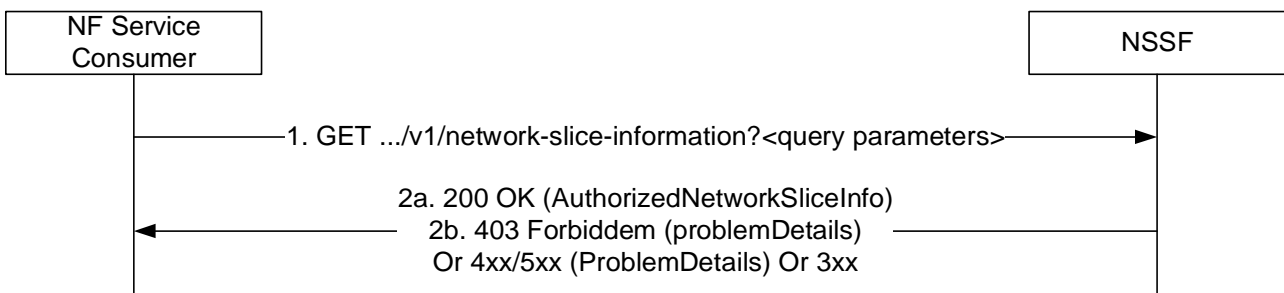 NF Service
Consumer
NSSF
1. GET .../v1/network-slice-information?<query parameters>
2a. 200 OK (AuthorizedNetworkSliceInfo)
2b. 403 Forbiddem (problemDetails)
Or 4xx/5xx (ProblemDetails) Or 3xx